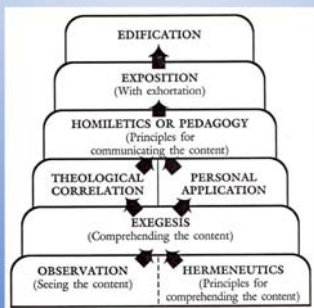 EDIFICATION
EXPOSITION
(With exhortation)
HOMILETICS OR PEDAGOGY
(Principles for
communicating the content)
THEOLOGICAL
CORRELATION
PERSONAL
APPLICATION
EXEGESIS
(Comprehending the content)
OBSERVATION
(Seeing the content)
HERMENEUTICS
(Principles for
comprehending the content)